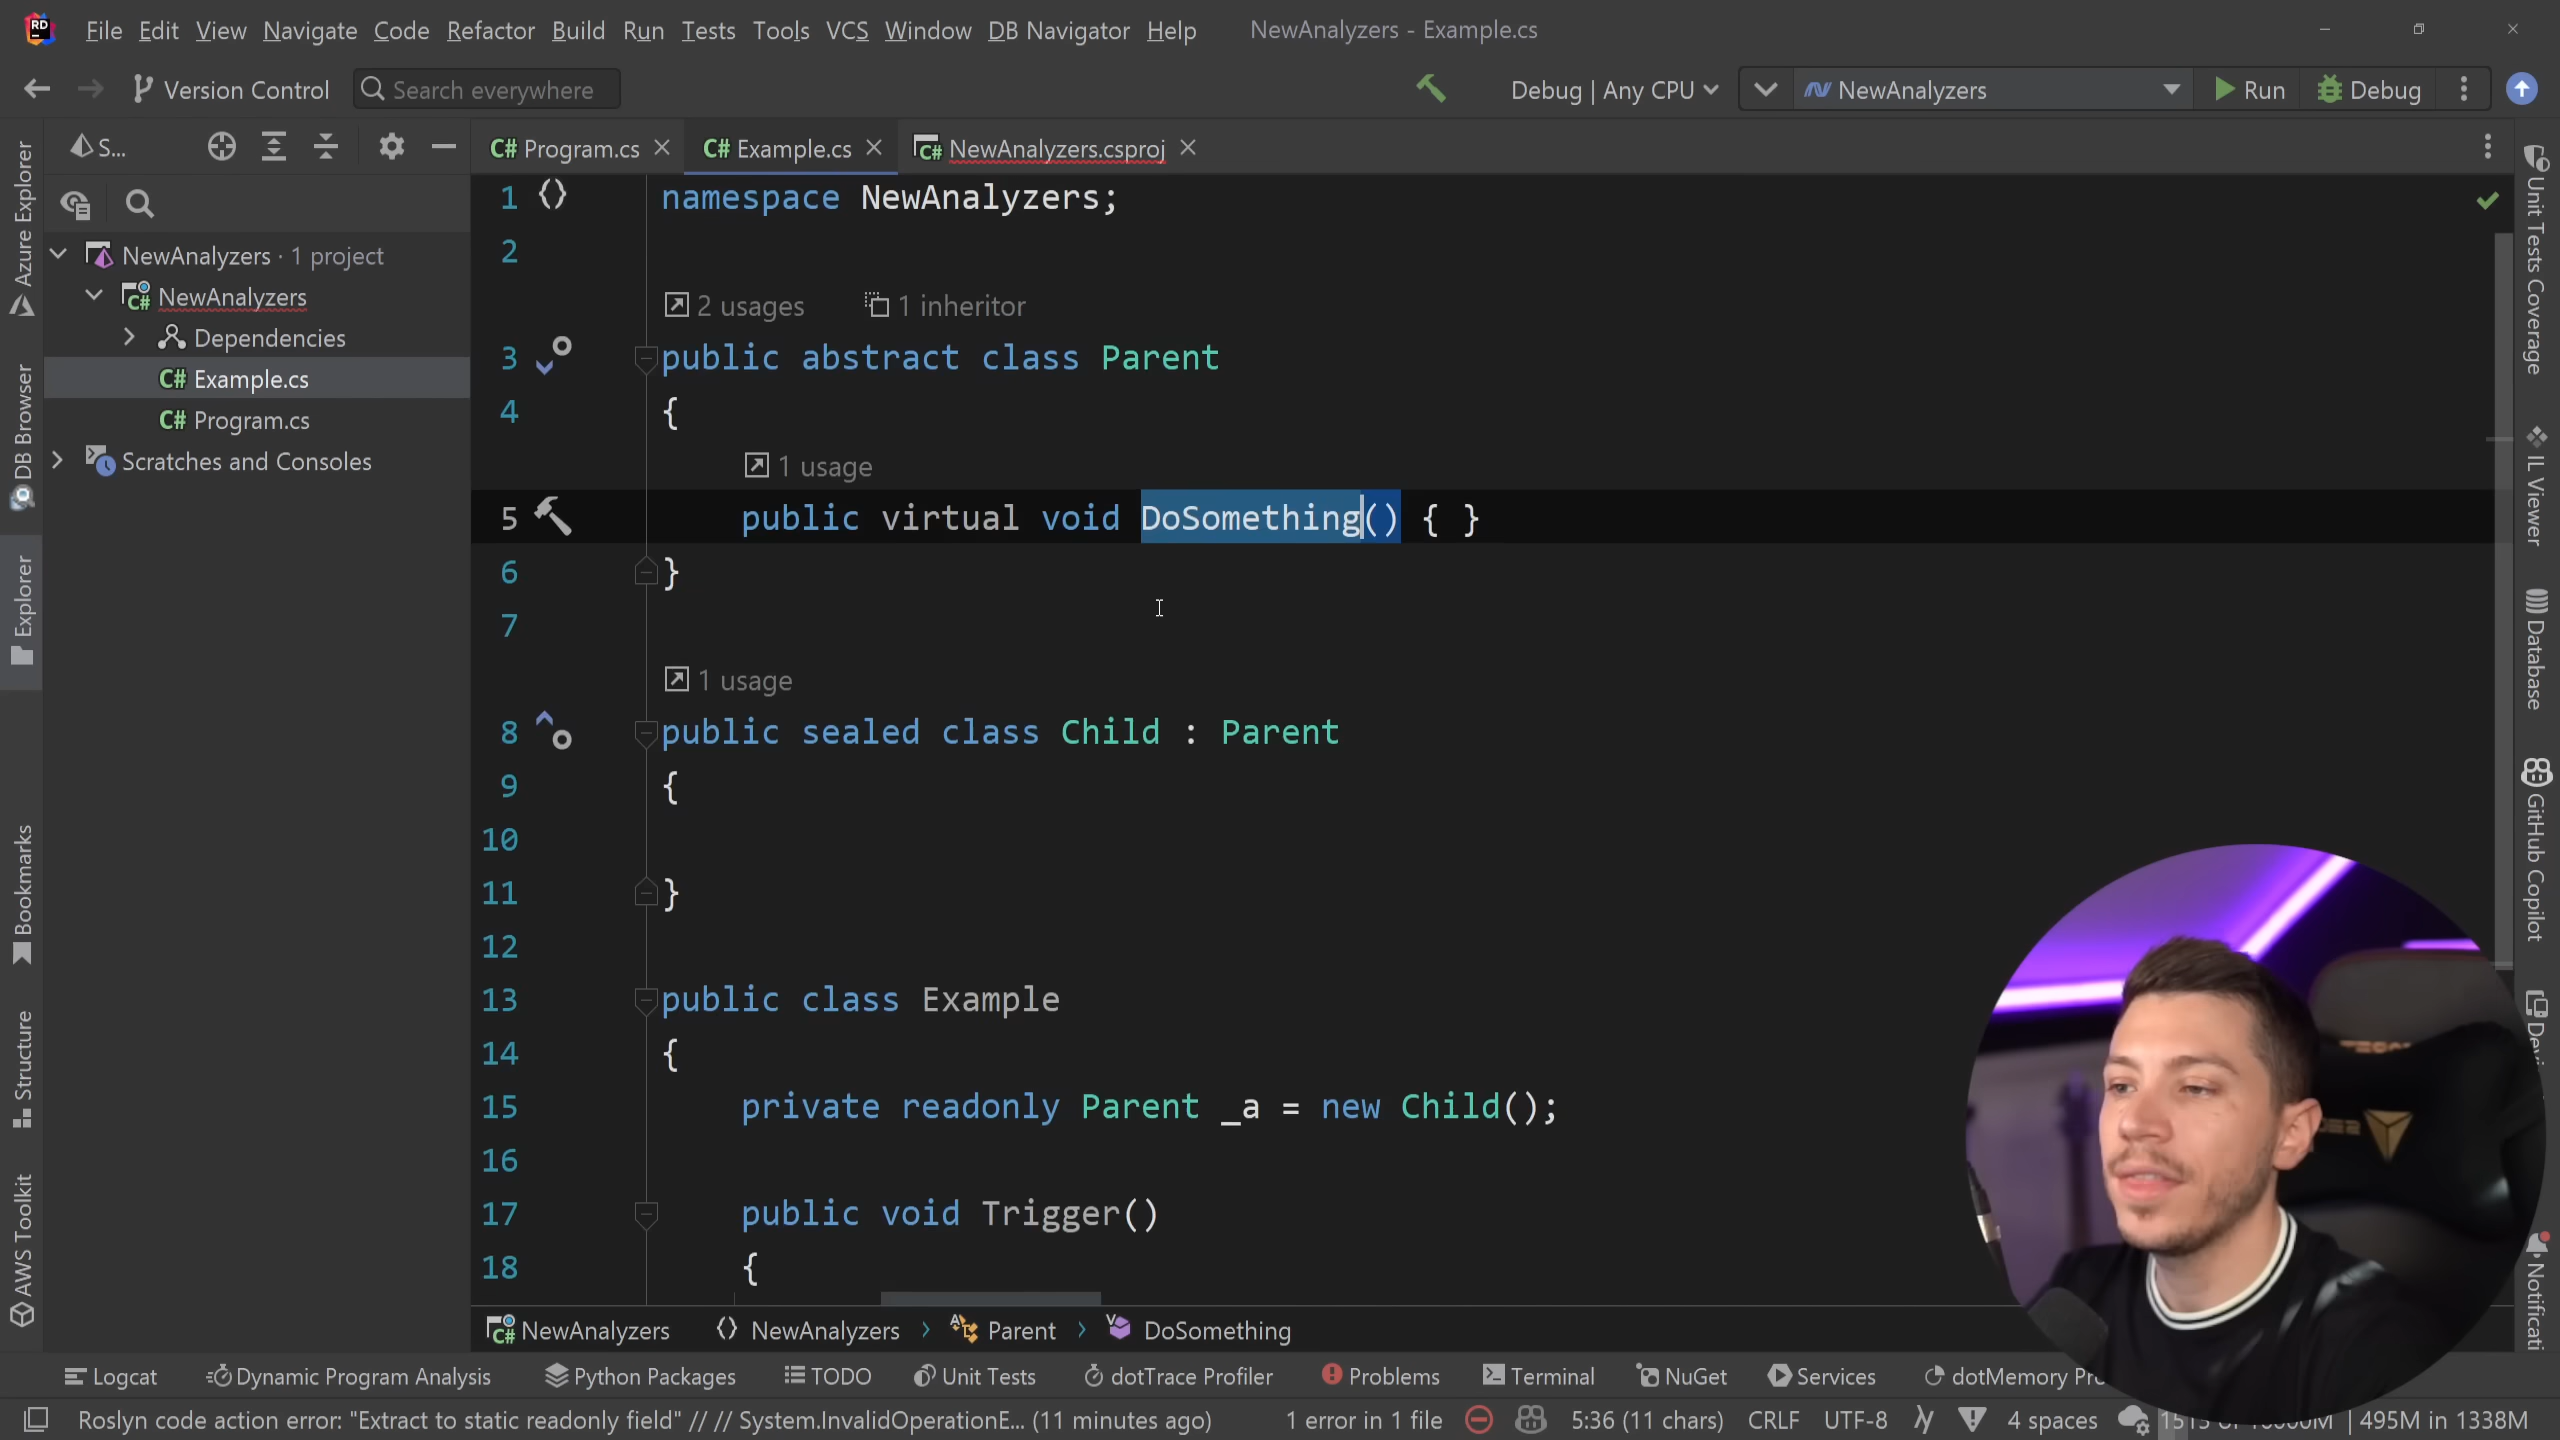 RD File Edit View Navigate Code Refactor Build Run Tests Tools VCS Window DB Navigator Help NewAnalyzers - Example.cs
Version Control Search everywhere Debug | Any CPU NewAnalyzers Run Debug
S... C# Program.cs C# Example.cs C# NewAnalyzers.csproj
NewAnalyzers · 1 project
C# NewAnalyzers
Dependencies
C# Example.cs
C# Program.cs
Scratches and Consoles
Azure Explorer
DB Browser
Explorer
Bookmarks
Structure
AWS Toolkit
1 {} namespace NewAnalyzers;
2
2 usages 1 inheritor
3 public abstract class Parent
4 {
1 usage
5 public virtual void DoSomething() { }
6 }
7
1 usage
8 public sealed class Child : Parent
9 {
10
11 }
12
13 public class Example
14 {
15 private readonly Parent _a = new Child();
16
17 public void Trigger()
18 {
Unit Tests Coverage
IL Viewer
Database
GitHub Copilot
Devi
Notificati
C# NewAnalyzers {} NewAnalyzers › Parent › DoSomething
Logcat Dynamic Program Analysis Python Packages TODO Unit Tests dotTrace Profiler Problems Terminal NuGet Services dotMemory Pro
Roslyn code action error: "Extract to static readonly field" // // System.InvalidOperationE... (11 minutes ago) 1 error in 1 file 5:36 (11 chars) CRLF UTF-8 4 spaces | 495M in 1338M